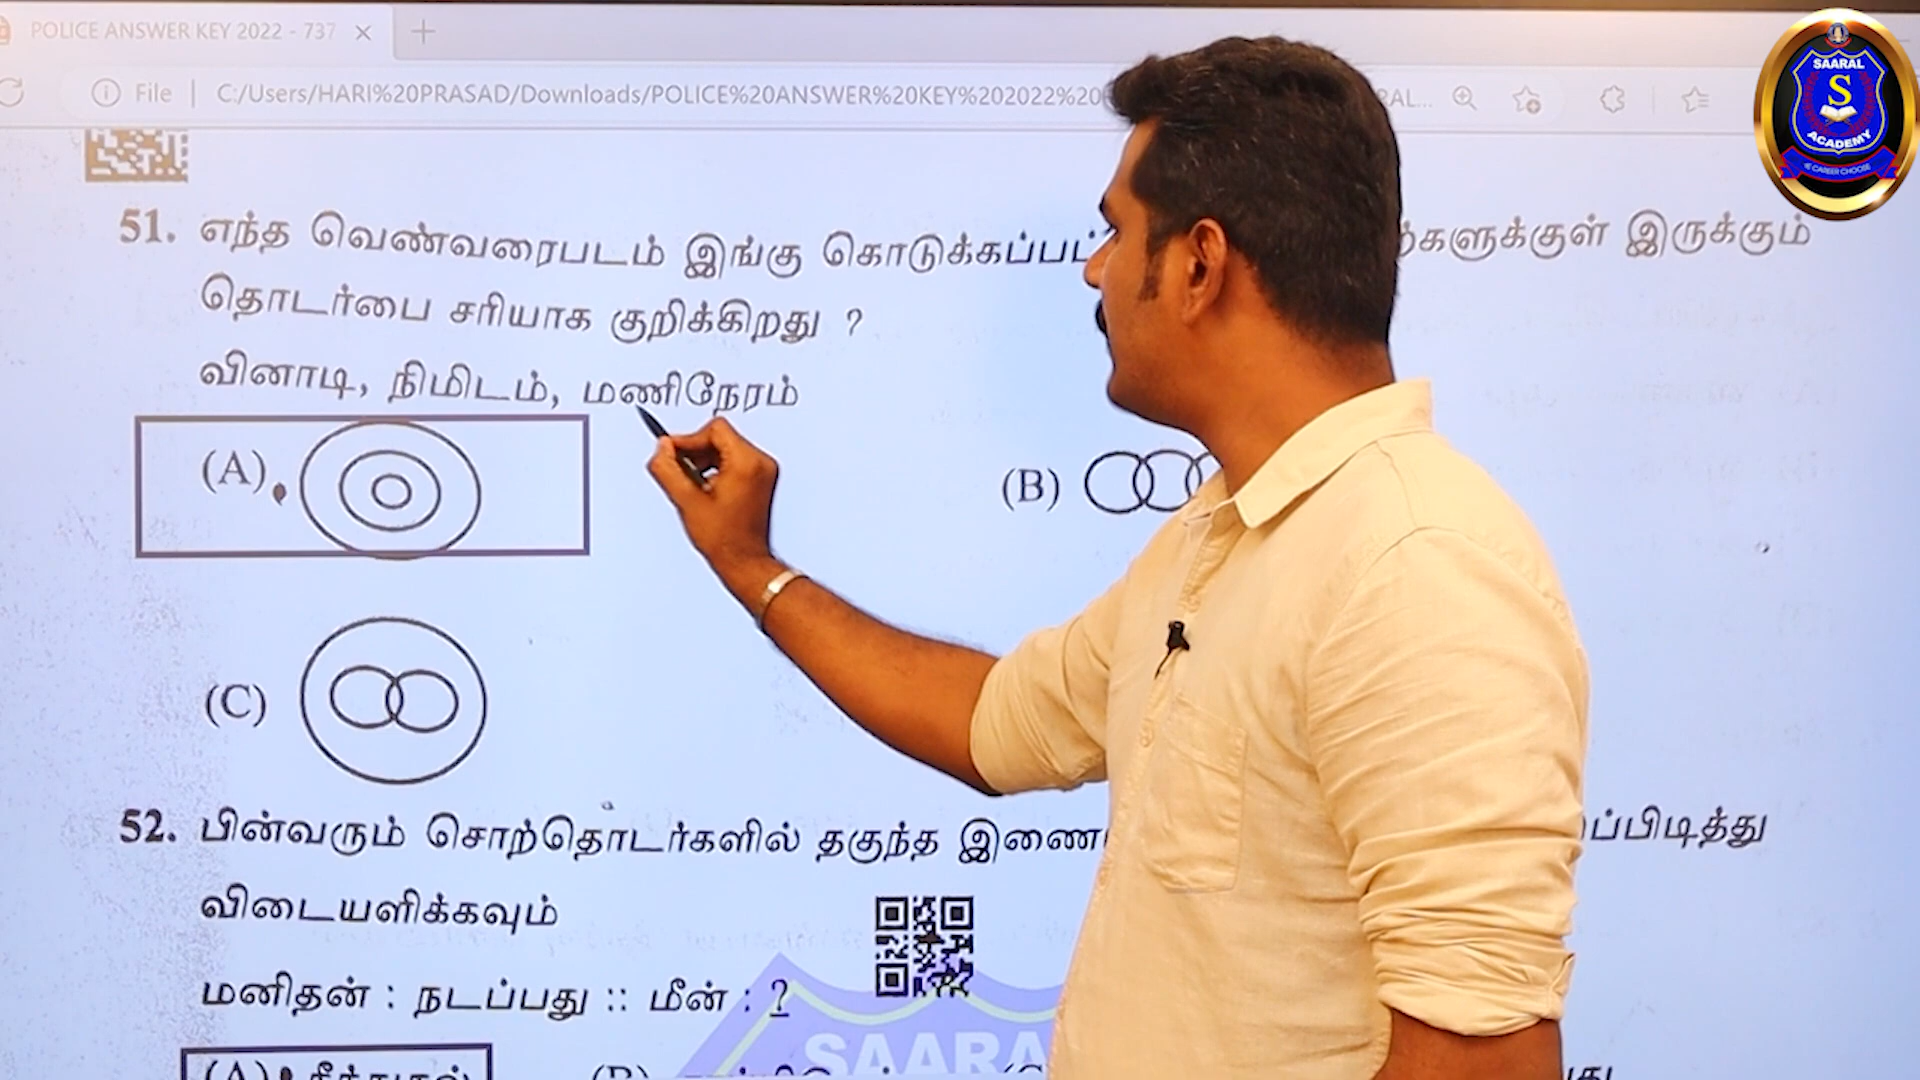 POLICE ANSWER KEY 2022 - 737
File | C:/Users/HARI%20PRASAD/Downloads/POLICE%20ANSWER%20KEY%202022%20 RAL...
SAARAL
S
ACADEMY
51. எந்த வெண்வரைபடம் இங்கு கொடுக்கப்பட் களுக்குள் இருக்கும்
தொடர்பை சரியாக குறிக்கிறது ?
வினாடி, நிமிடம், மணிநேரம்
(A)
(B)
(C)
52. பின்வரும் சொற்தொடர்களில் தகுந்த ப்பிடித்து
விடையளிக்கவும்
மனிதன் : நடப்பது :: மீன் : ?
SAARA
(A) (B)